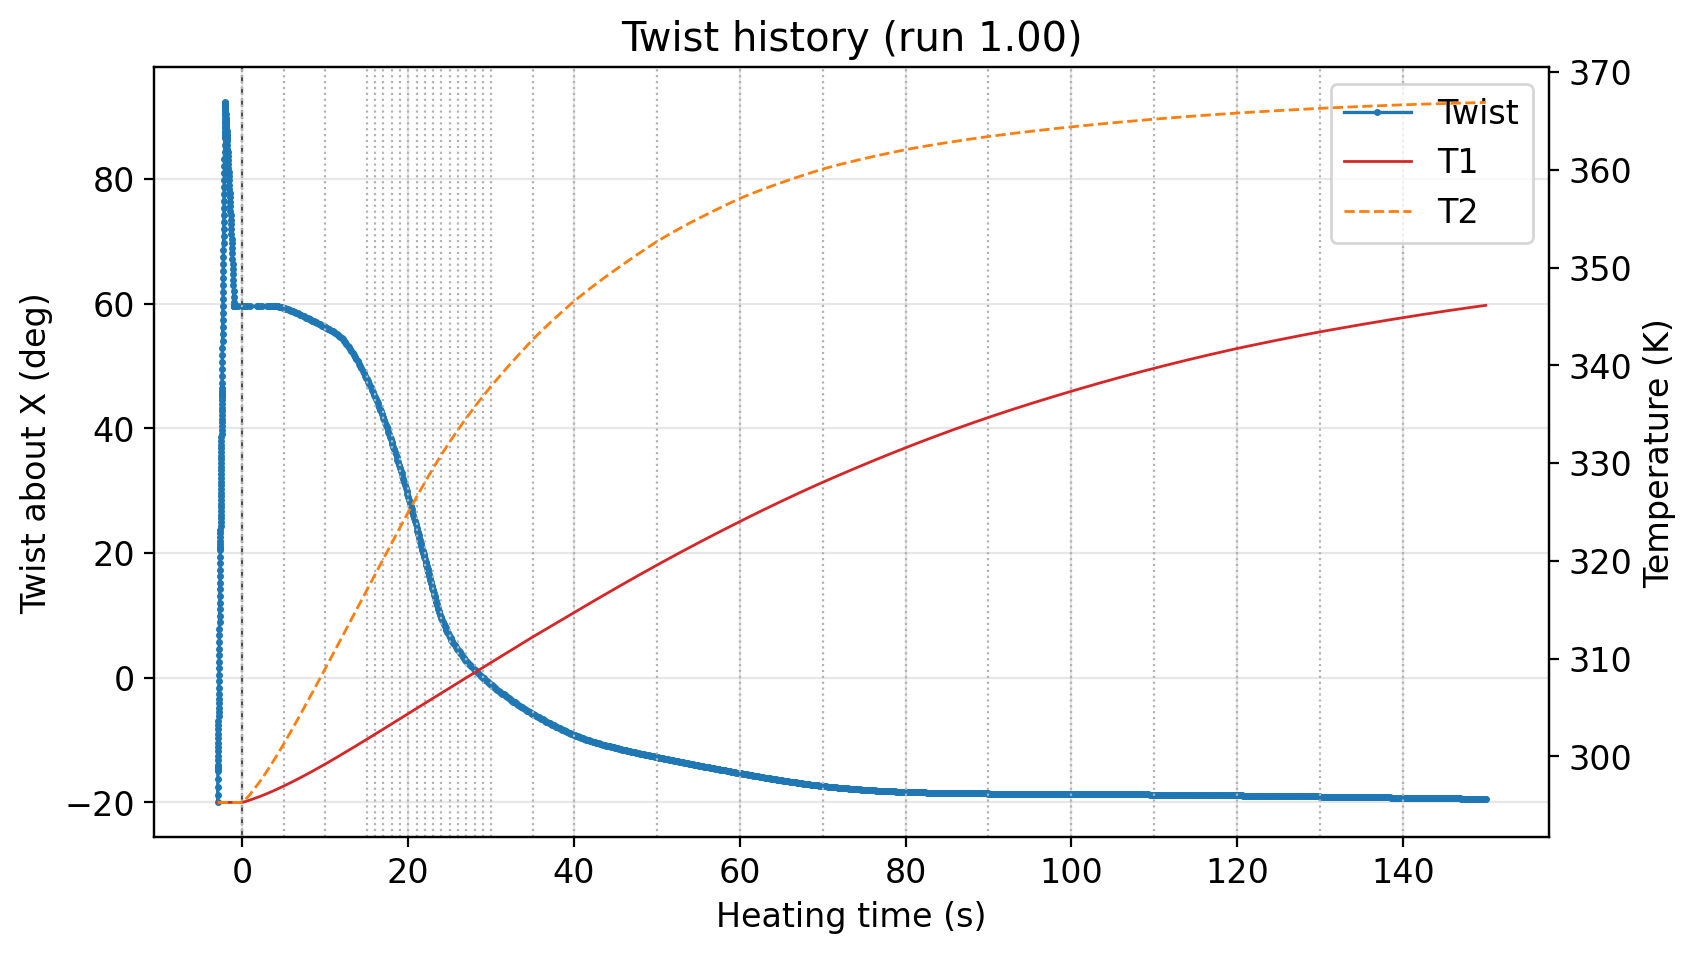 Twist history (run 1.00)
Twist
T1
T2
Twist about X (deg)
80
60
40
20
0
−20
370
360
350
340
330
320
310
300
Temperature (K)
0 20 40 60 80 100 120 140
Heating time (s)